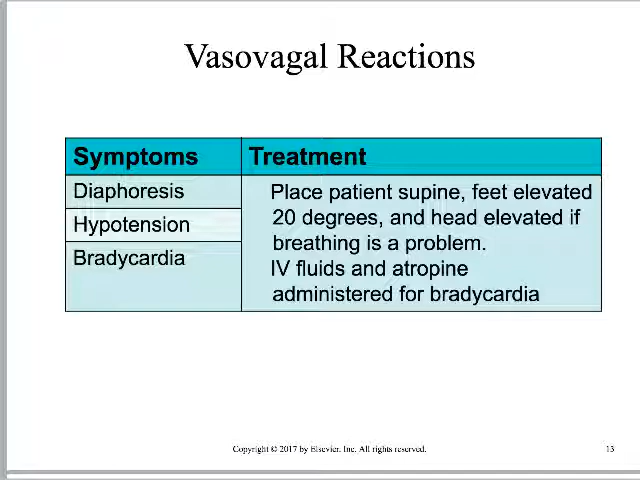 Vasovagal Reactions
Symptoms
Treatment
Diaphoresis
Hypotension
Bradycardia
Place patient supine, feet elevated
20 degrees, and head elevated if
breathing is a problem.
IV fluids and atropine
administered for bradycardia
Copyright © 2017 by Elsevier, Inc. All rights reserved.
13